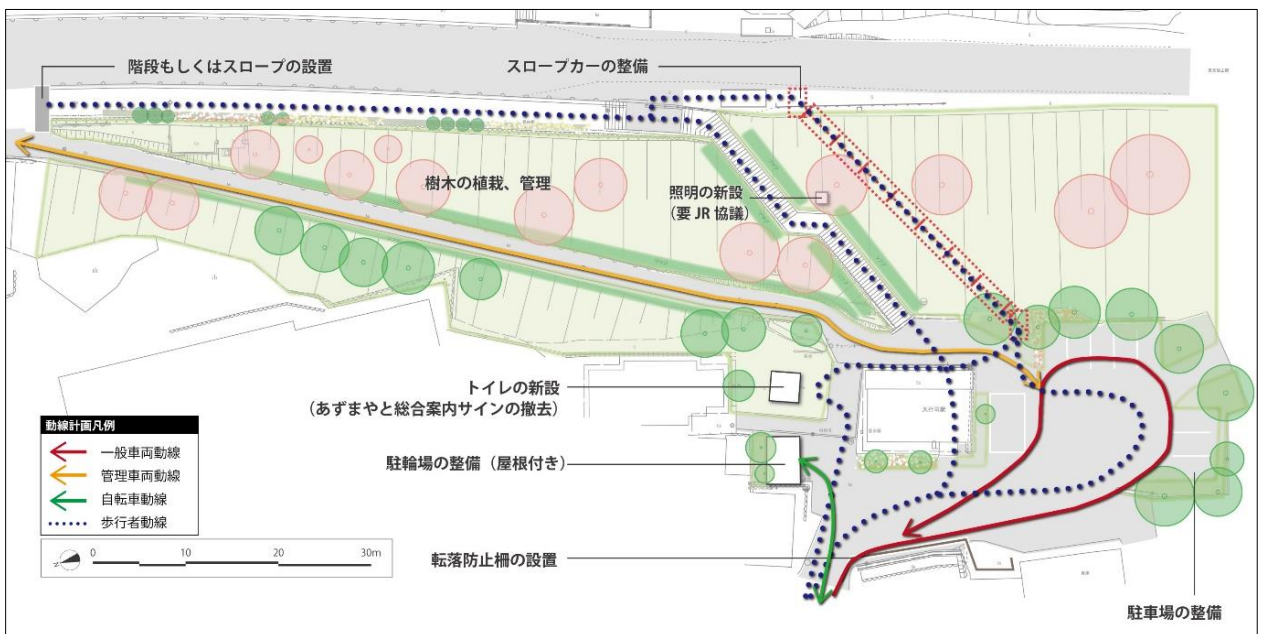 階段もしくはスロープの設置
スロープカーの整備
樹木の植栽、管理
照明の新設
（要 JR 協議）
トイレの新設
（あずまやと総合案内サインの撤去）
駐輪場の整備（屋根付き）
転落防止柵の設置
駐車場の整備
動線計画凡例
一般車両動線
管理車両動線
自転車動線
歩行者動線
0 10 20 30m